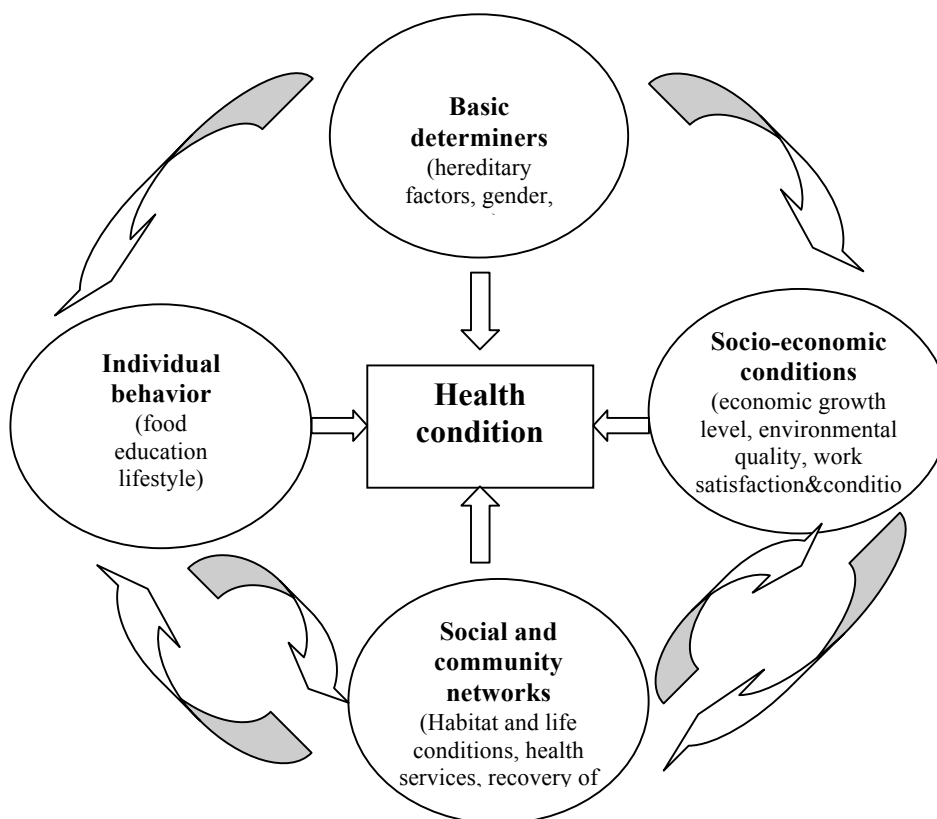 Basic
determiners
(hereditary
factors, gender,
Individual
behavior
(food
education
lifestyle)
Health
condition
Socio-economic
conditions
(economic growth
level, environmental
quality, work
satisfaction&conditio
Social and
community
networks
(Habitat and life
conditions, health
services, recovery of